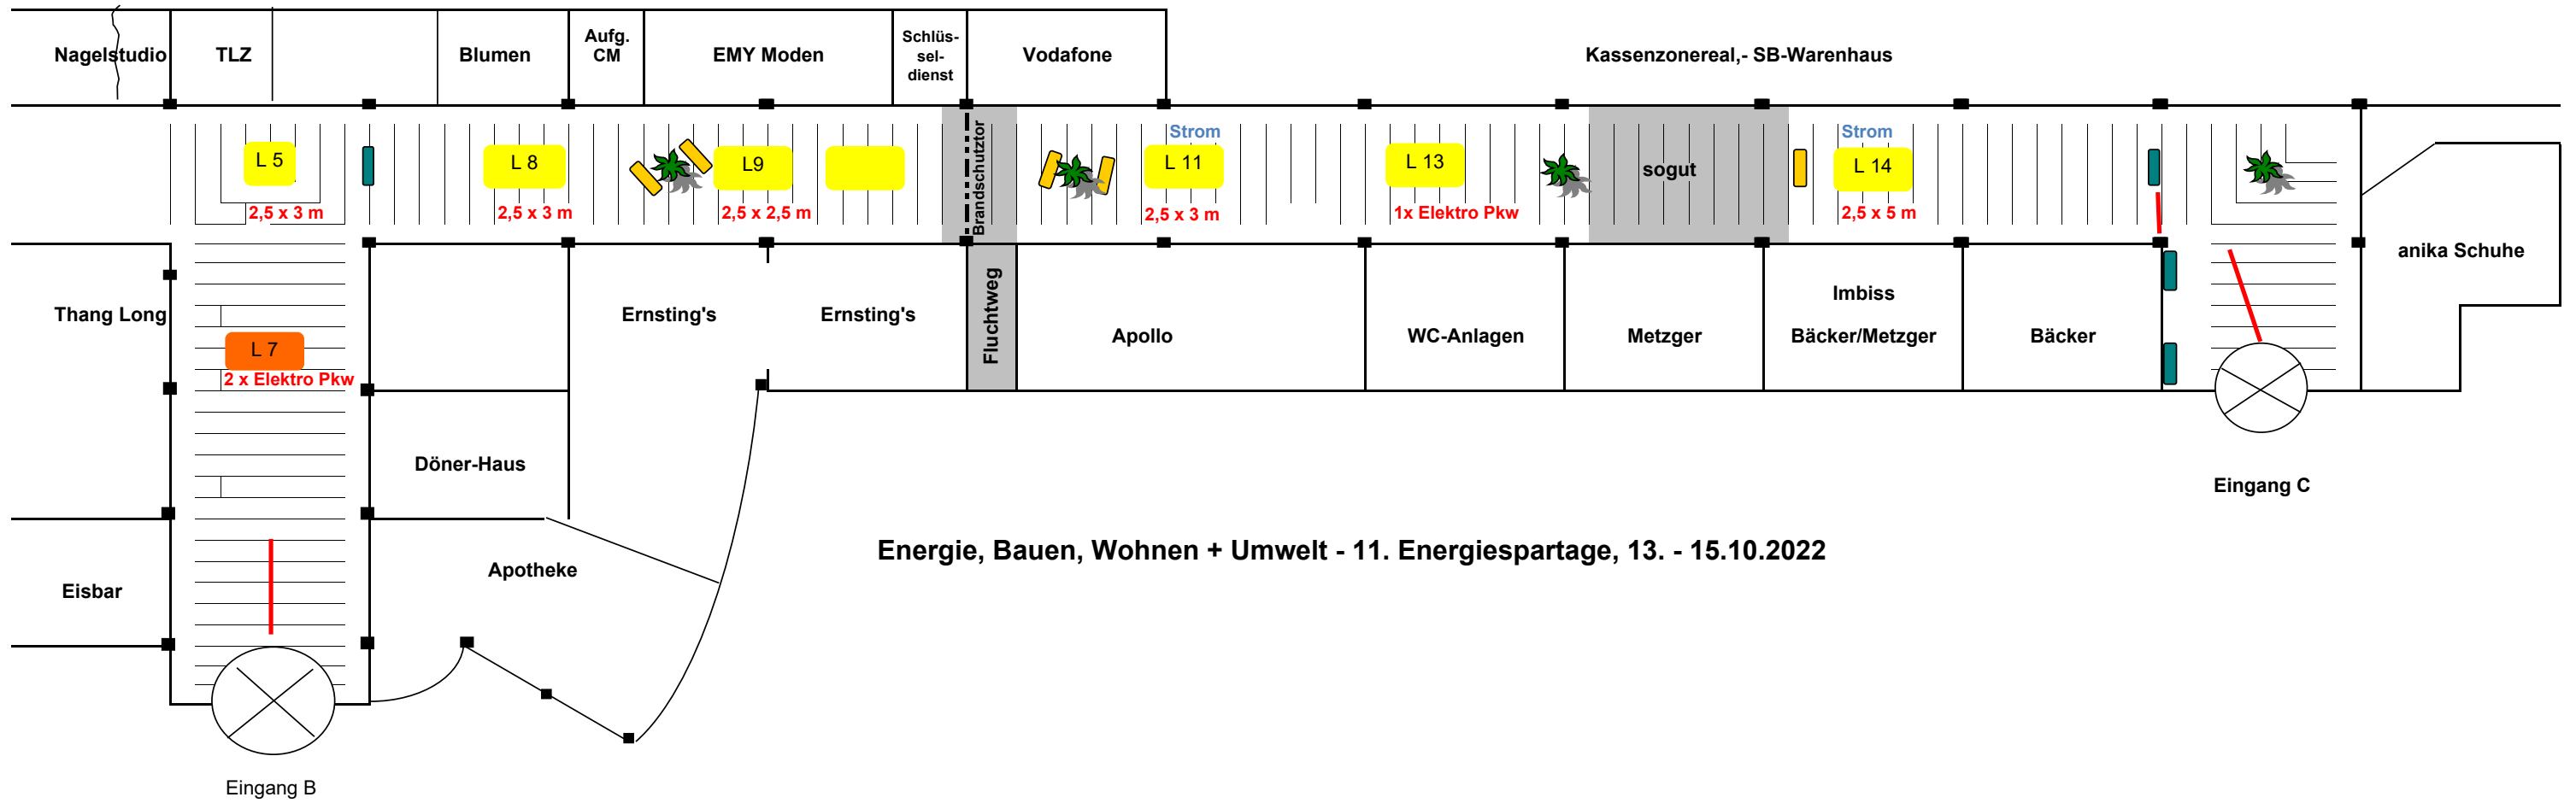 Nagelstudio
TLZ
Blumen
Aufg.
CM
EMY Moden
Schlüs-
sel-
dienst
Vodafone
Kassenzonereal,- SB-Warenhaus
L 5
2,5 x 3 m
L 8
2,5 x 3 m
L9
2,5 x 2,5 m
Brandschutztor
Strom
L 11
2,5 x 3 m
L 13
1x Elektro Pkw
sogut
Strom
L 14
2,5 x 5 m
anika Schuhe
Thang Long
L 7
2 x Elektro Pkw
Ernsting's
Ernsting's
Fluchtweg
Apollo
WC-Anlagen
Metzger
Imbiss
Bäcker/Metzger
Bäcker
Döner-Haus
Eingang C
Energie, Bauen, Wohnen + Umwelt - 11. Energiespartage, 13. - 15.10.2022
Apotheke
Eisbar
Eingang B